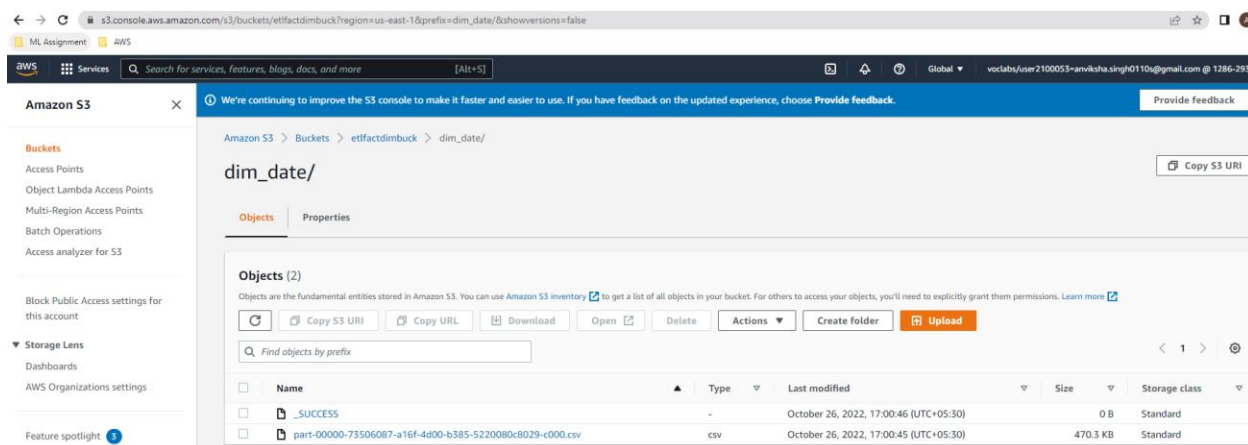 s3.console.aws.amazon.com/s3/buckets/etlfactdimbuck?region=us-east-1&prefix=dim_date/&showversions=false
ML Assignment AWS
aws Services Search for services, features, blogs, docs, and more [Alt+S] Global voclabs/user2100053=anviksha.singh0110s@gmail.com @ 1286-293
Amazon S3
We're continuing to improve the S3 console to make it faster and easier to use. If you have feedback on the updated experience, choose Provide feedback. Provide feedback
Buckets
Access Points
Object Lambda Access Points
Multi-Region Access Points
Batch Operations
Access analyzer for S3
Block Public Access settings for
this account
Storage Lens
Dashboards
AWS Organizations settings
Feature spotlight 3
Amazon S3 > Buckets > etlfactdimbuck > dim_date/
dim_date/
Copy S3 URI
Objects Properties
Objects (2)
Objects are the fundamental entities stored in Amazon S3. You can use Amazon S3 inventory to get a list of all objects in your bucket. For others to access your objects, you'll need to explicitly grant them permissions. Learn more
Copy S3 URI Copy URL Download Open Delete Actions Create folder Upload
Find objects by prefix
< 1 >
Name Type Last modified Size Storage class
_SUCCESS - October 26, 2022, 17:00:46 (UTC+05:30) 0 B Standard
part-00000-73506087-a16f-4d00-b385-5220080c8029-c000.csv csv October 26, 2022, 17:00:45 (UTC+05:30) 470.3 KB Standard